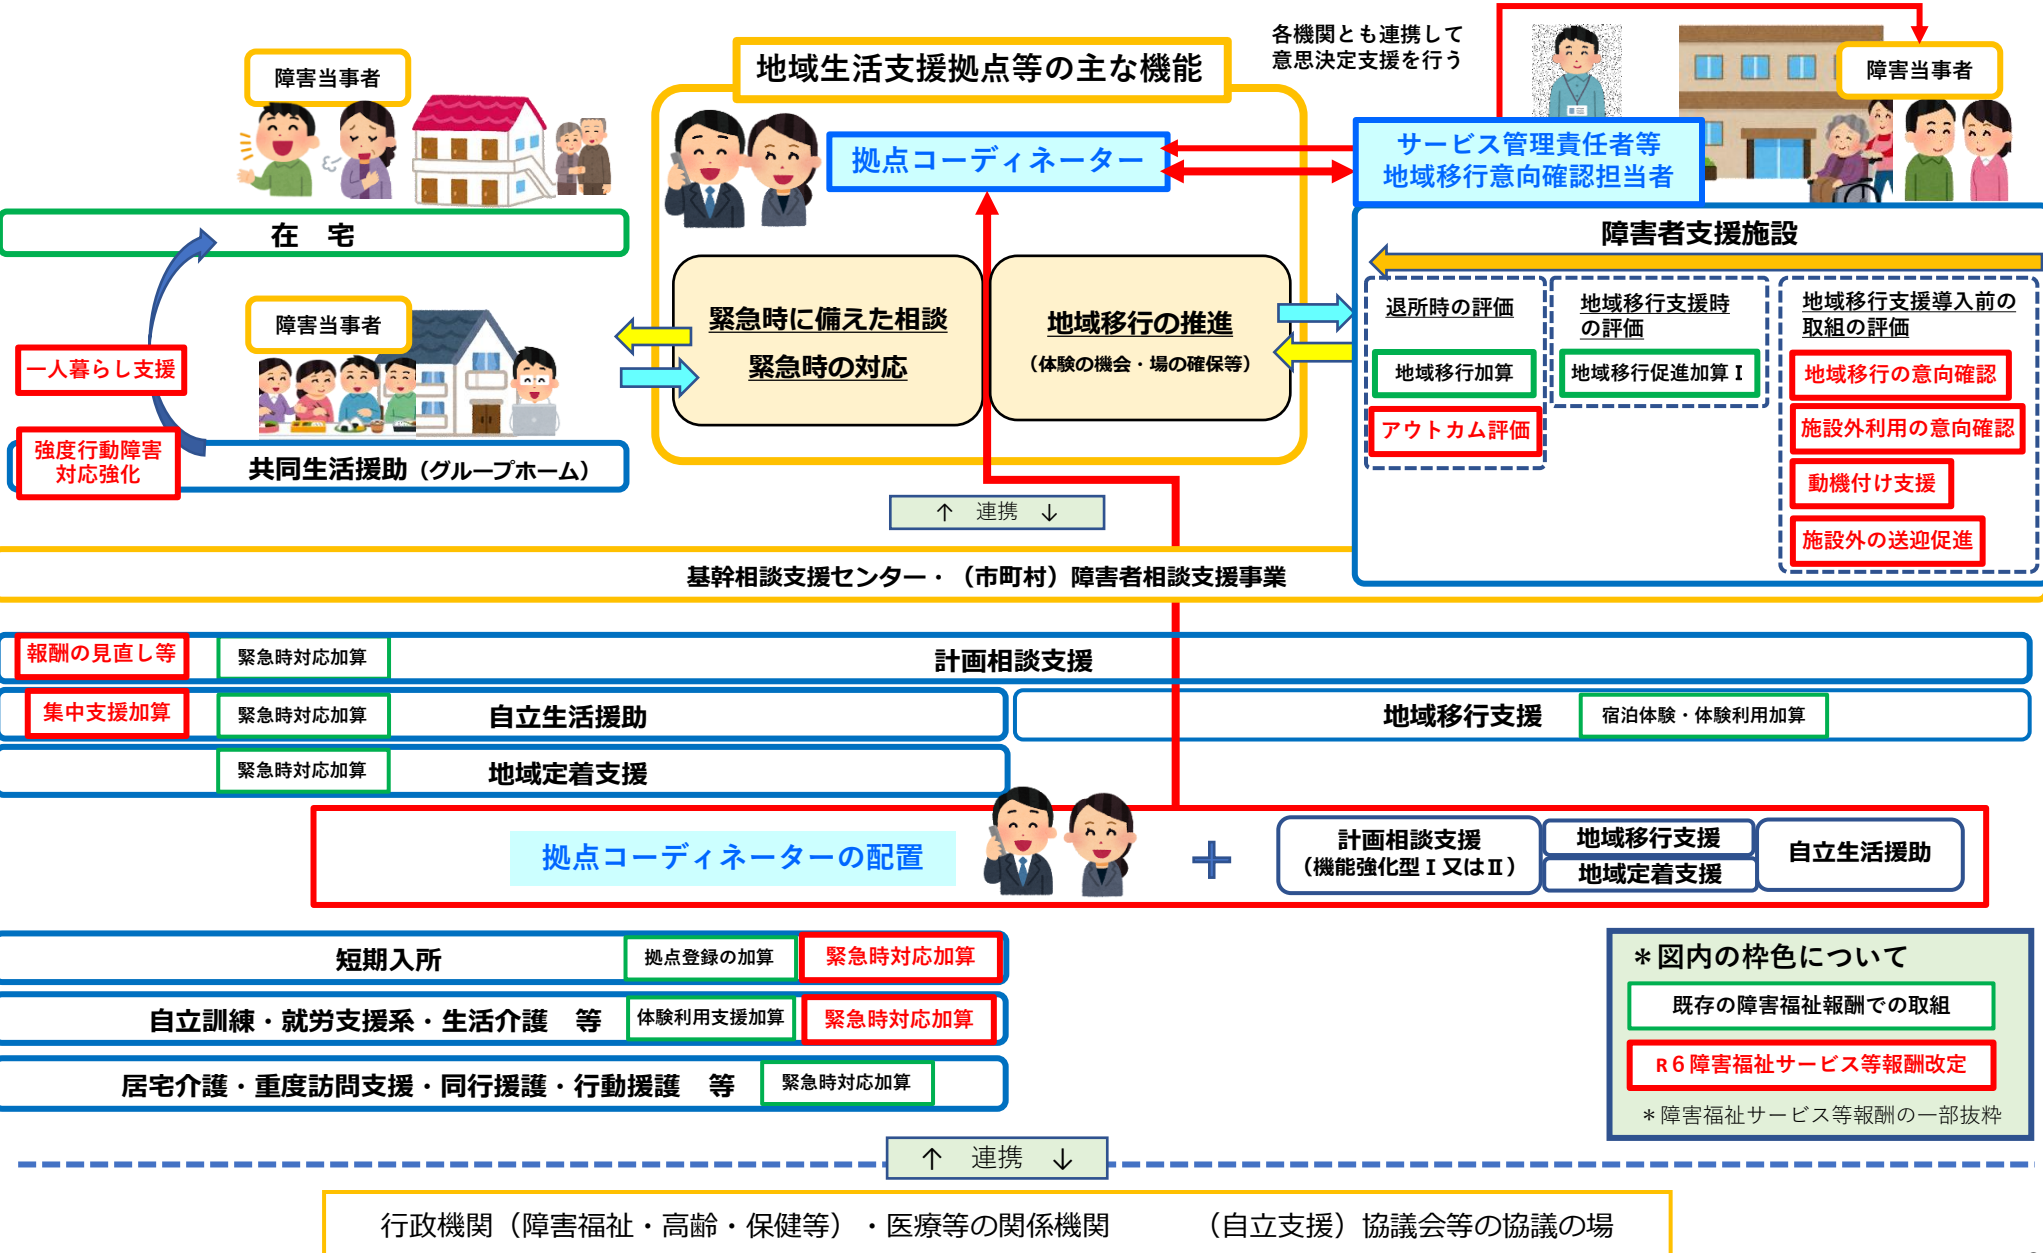 地域生活支援拠点等の主な機能
各機関とも連携して
意思決定支援を行う
障害当事者
障害当事者
拠点コーディネーター
サービス管理責任者等
地域移行意向確認担当者
在　宅
障害者支援施設
障害当事者
一人暮らし支援
強度行動障害
対応強化
共同生活援助（グループホーム）
緊急時に備えた相談
緊急時の対応
地域移行の推進
（体験の機会・場の確保等）
退所時の評価
地域移行加算
アウトカム評価
地域移行支援時
の評価
地域移行促進加算Ⅰ
地域移行支援導入前の
取組の評価
地域移行の意向確認
施設外利用の意向確認
動機付け支援
施設外の送迎促進
↑　連携　↓
基幹相談支援センター・（市町村）障害者相談支援事業
報酬の見直し等
緊急時対応加算
計画相談支援
集中支援加算
緊急時対応加算
自立生活援助
地域移行支援
宿泊体験・体験利用加算
緊急時対応加算
地域定着支援
拠点コーディネーターの配置
＋
計画相談支援
（機能強化型Ⅰ又はⅡ）
地域移行支援
地域定着支援
自立生活援助
短期入所
拠点登録の加算
緊急時対応加算
自立訓練・就労支援系・生活介護　等
体験利用支援加算
緊急時対応加算
居宅介護・重度訪問支援・同行援護・行動援護　等
緊急時対応加算
＊図内の枠色について
既存の障害福祉報酬での取組
R６障害福祉サービス等報酬改定
＊障害福祉サービス等報酬の一部抜粋
↑　連携　↓
行政機関（障害福祉・高齢・保健等）・医療等の関係機関　　（自立支援）協議会等の協議の場